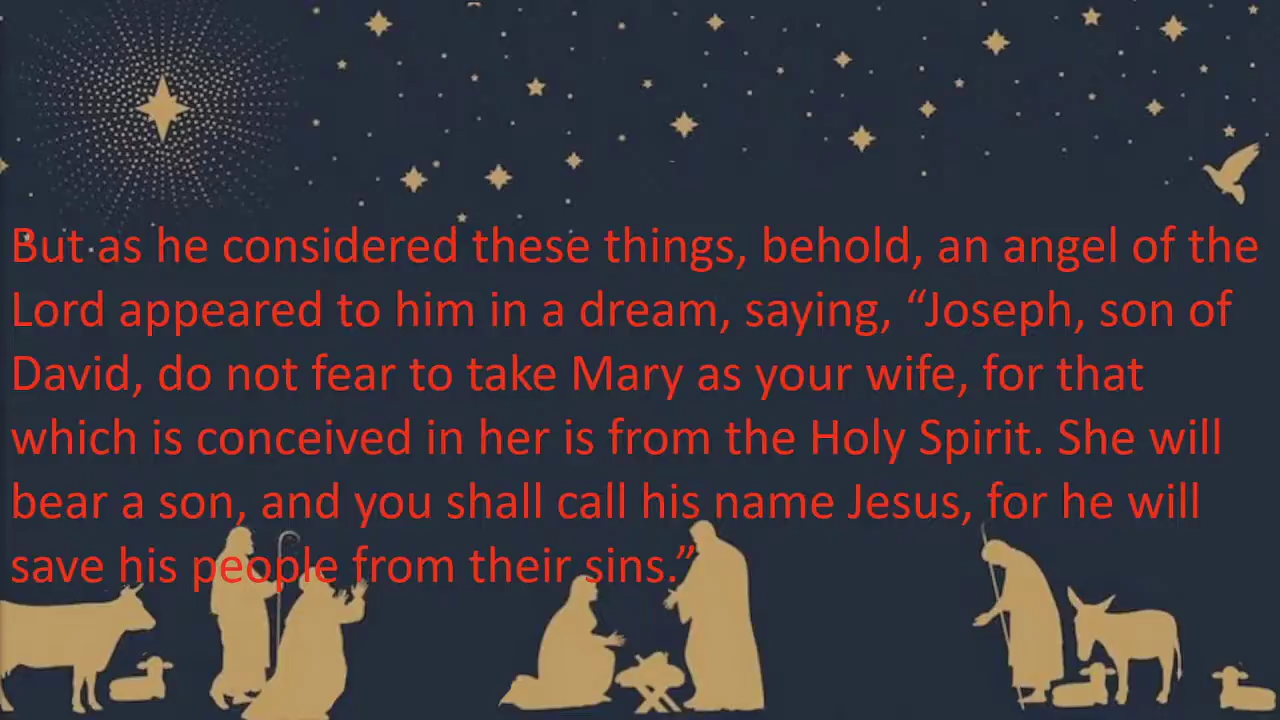 But as he considered these things, behold, an angel of the
Lord appeared to him in a dream, saying, “Joseph, son of
David, do not fear to take Mary as your wife, for that
which is conceived in her is from the Holy Spirit. She will
bear a son, and you shall call his name Jesus, for he will
save his people from their sins.”